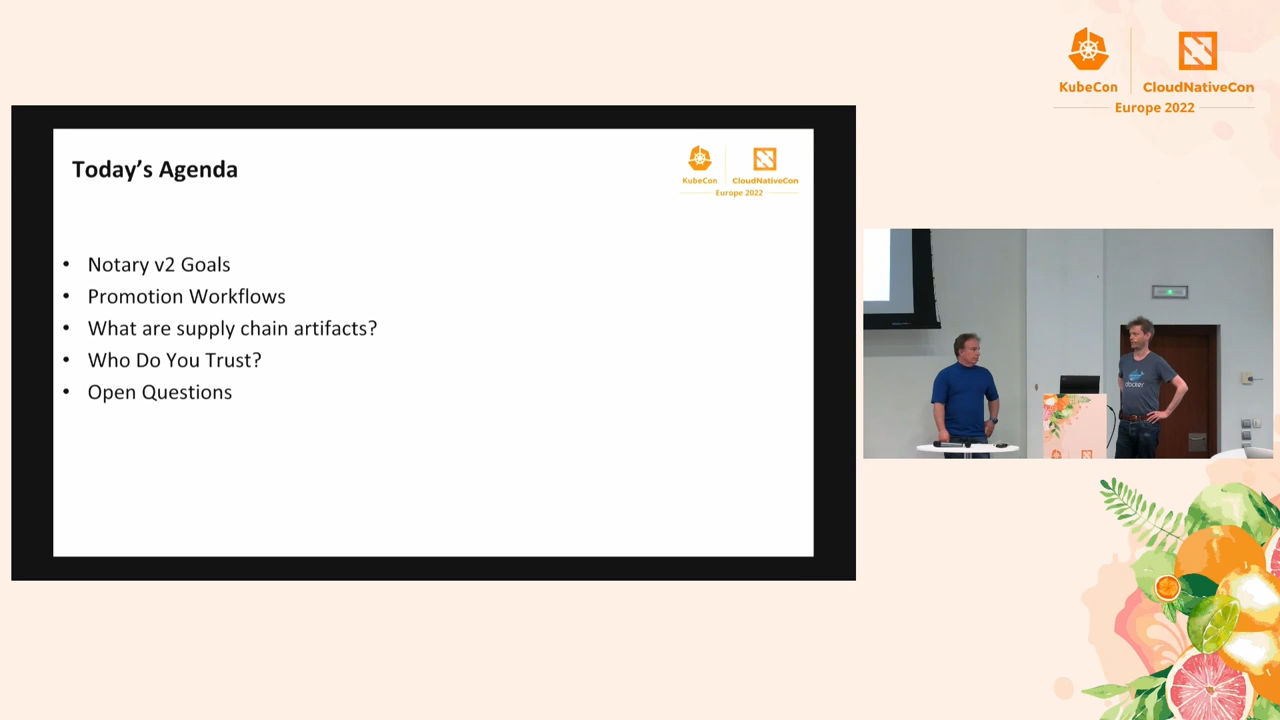 KubeCon
CloudNativeCon
Europe 2022
Today's Agenda
KubeCon
CloudNativeCon
Europe 2022
• Notary v2 Goals
• Promotion Workflows
• What are supply chain artifacts?
• Who Do You Trust?
• Open Questions
docker